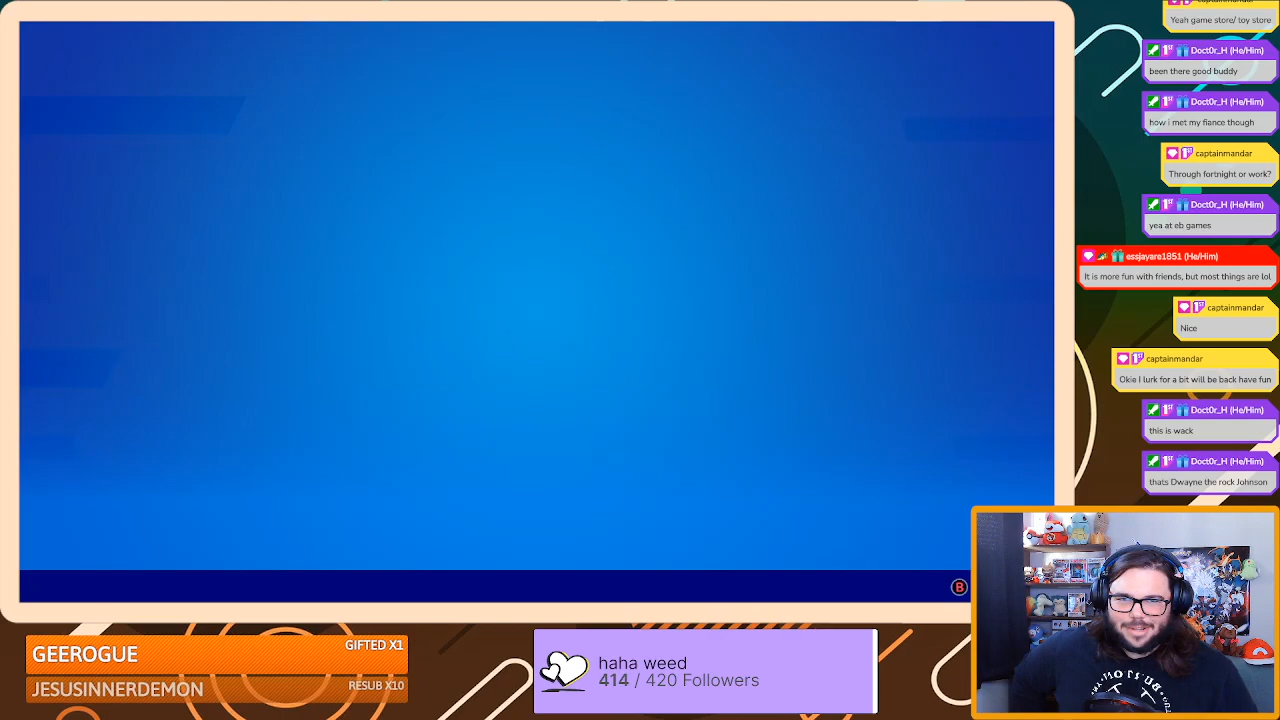 captainmandar
Yeah game store/ toy store
Doct0r_H (He/Him)
been there good buddy
Doct0r_H (He/Him)
how i met my fiance though
captainmandar
Through fortnight or work?
Doct0r_H (He/Him)
yea at eb games
essjayare1851 (He/Him)
It is more fun with friends, but most things are lol
captainmandar
Nice
captainmandar
Okie I lurk for a bit will be back have fun
Doct0r_H (He/Him)
this is wack
Doct0r_H (He/Him)
thats Dwayne the rock Johnson
B
GEEROGUE
GIFTED X1
JESUSINNERDEMON
RESUB X10
haha weed
414 / 420 Followers